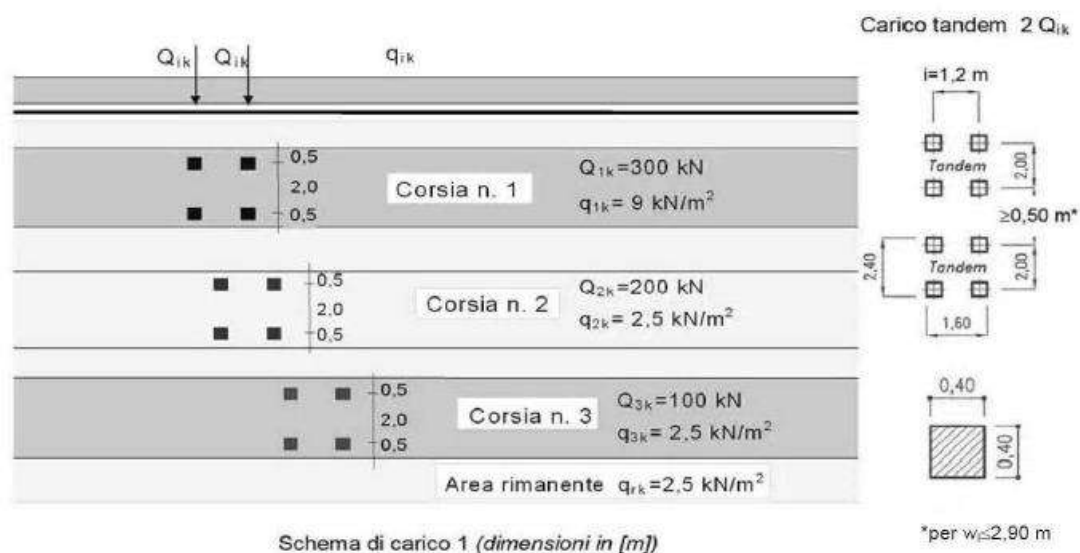 Carico tandem 2 Qik
Qik Qik qik
i=1,2 m
0,5
2,0
0,5
Corsia n. 1
Q1k=300 kN
q1k= 9 kN/m²
Tandem
2,00
≥0,50 m*
0,5
2,0
0,5
Corsia n. 2
Q2k=200 kN
q2k= 2,5 kN/m²
2,40
Tandem
2,00
1,60
0,5
2,0
0,5
Corsia n. 3
Q3k=100 kN
q3k= 2,5 kN/m²
0,40
0,40
Area rimanente qrk=2,5 kN/m²
Schema di carico 1 (dimensioni in [m])
*per wl≤2,90 m